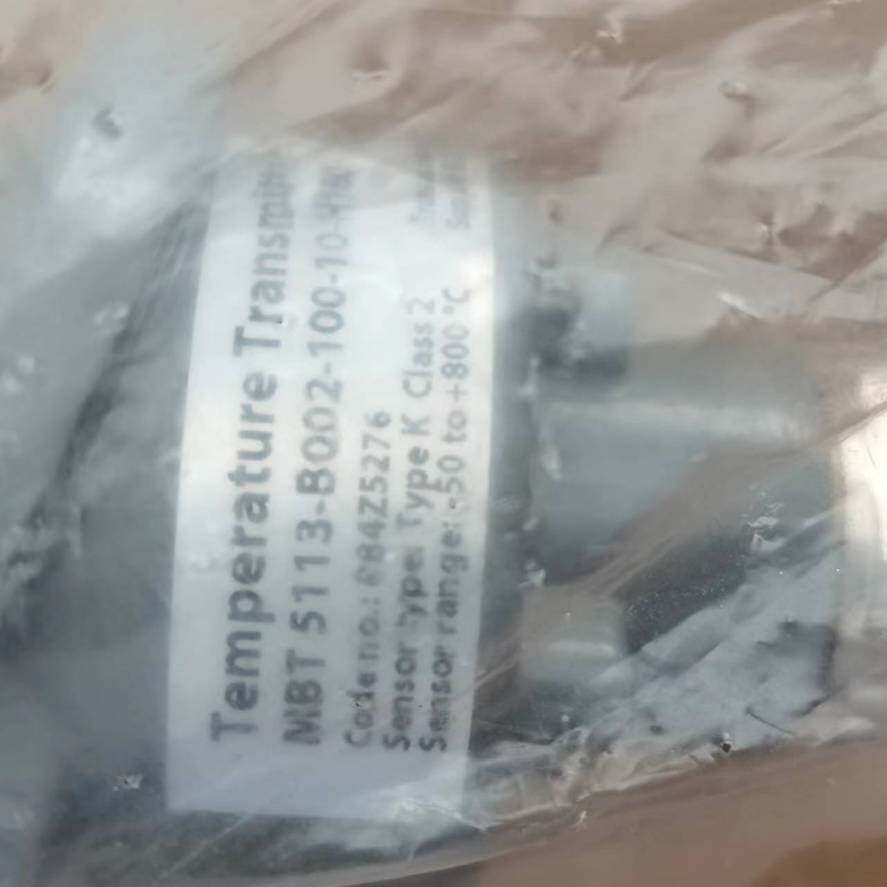 Temperature Transmi
MBT 5113-B002-100-10-
Code no.: 084Z5276
Sensor type: Type K Class 2
Sensor range: -50 to +800 °C